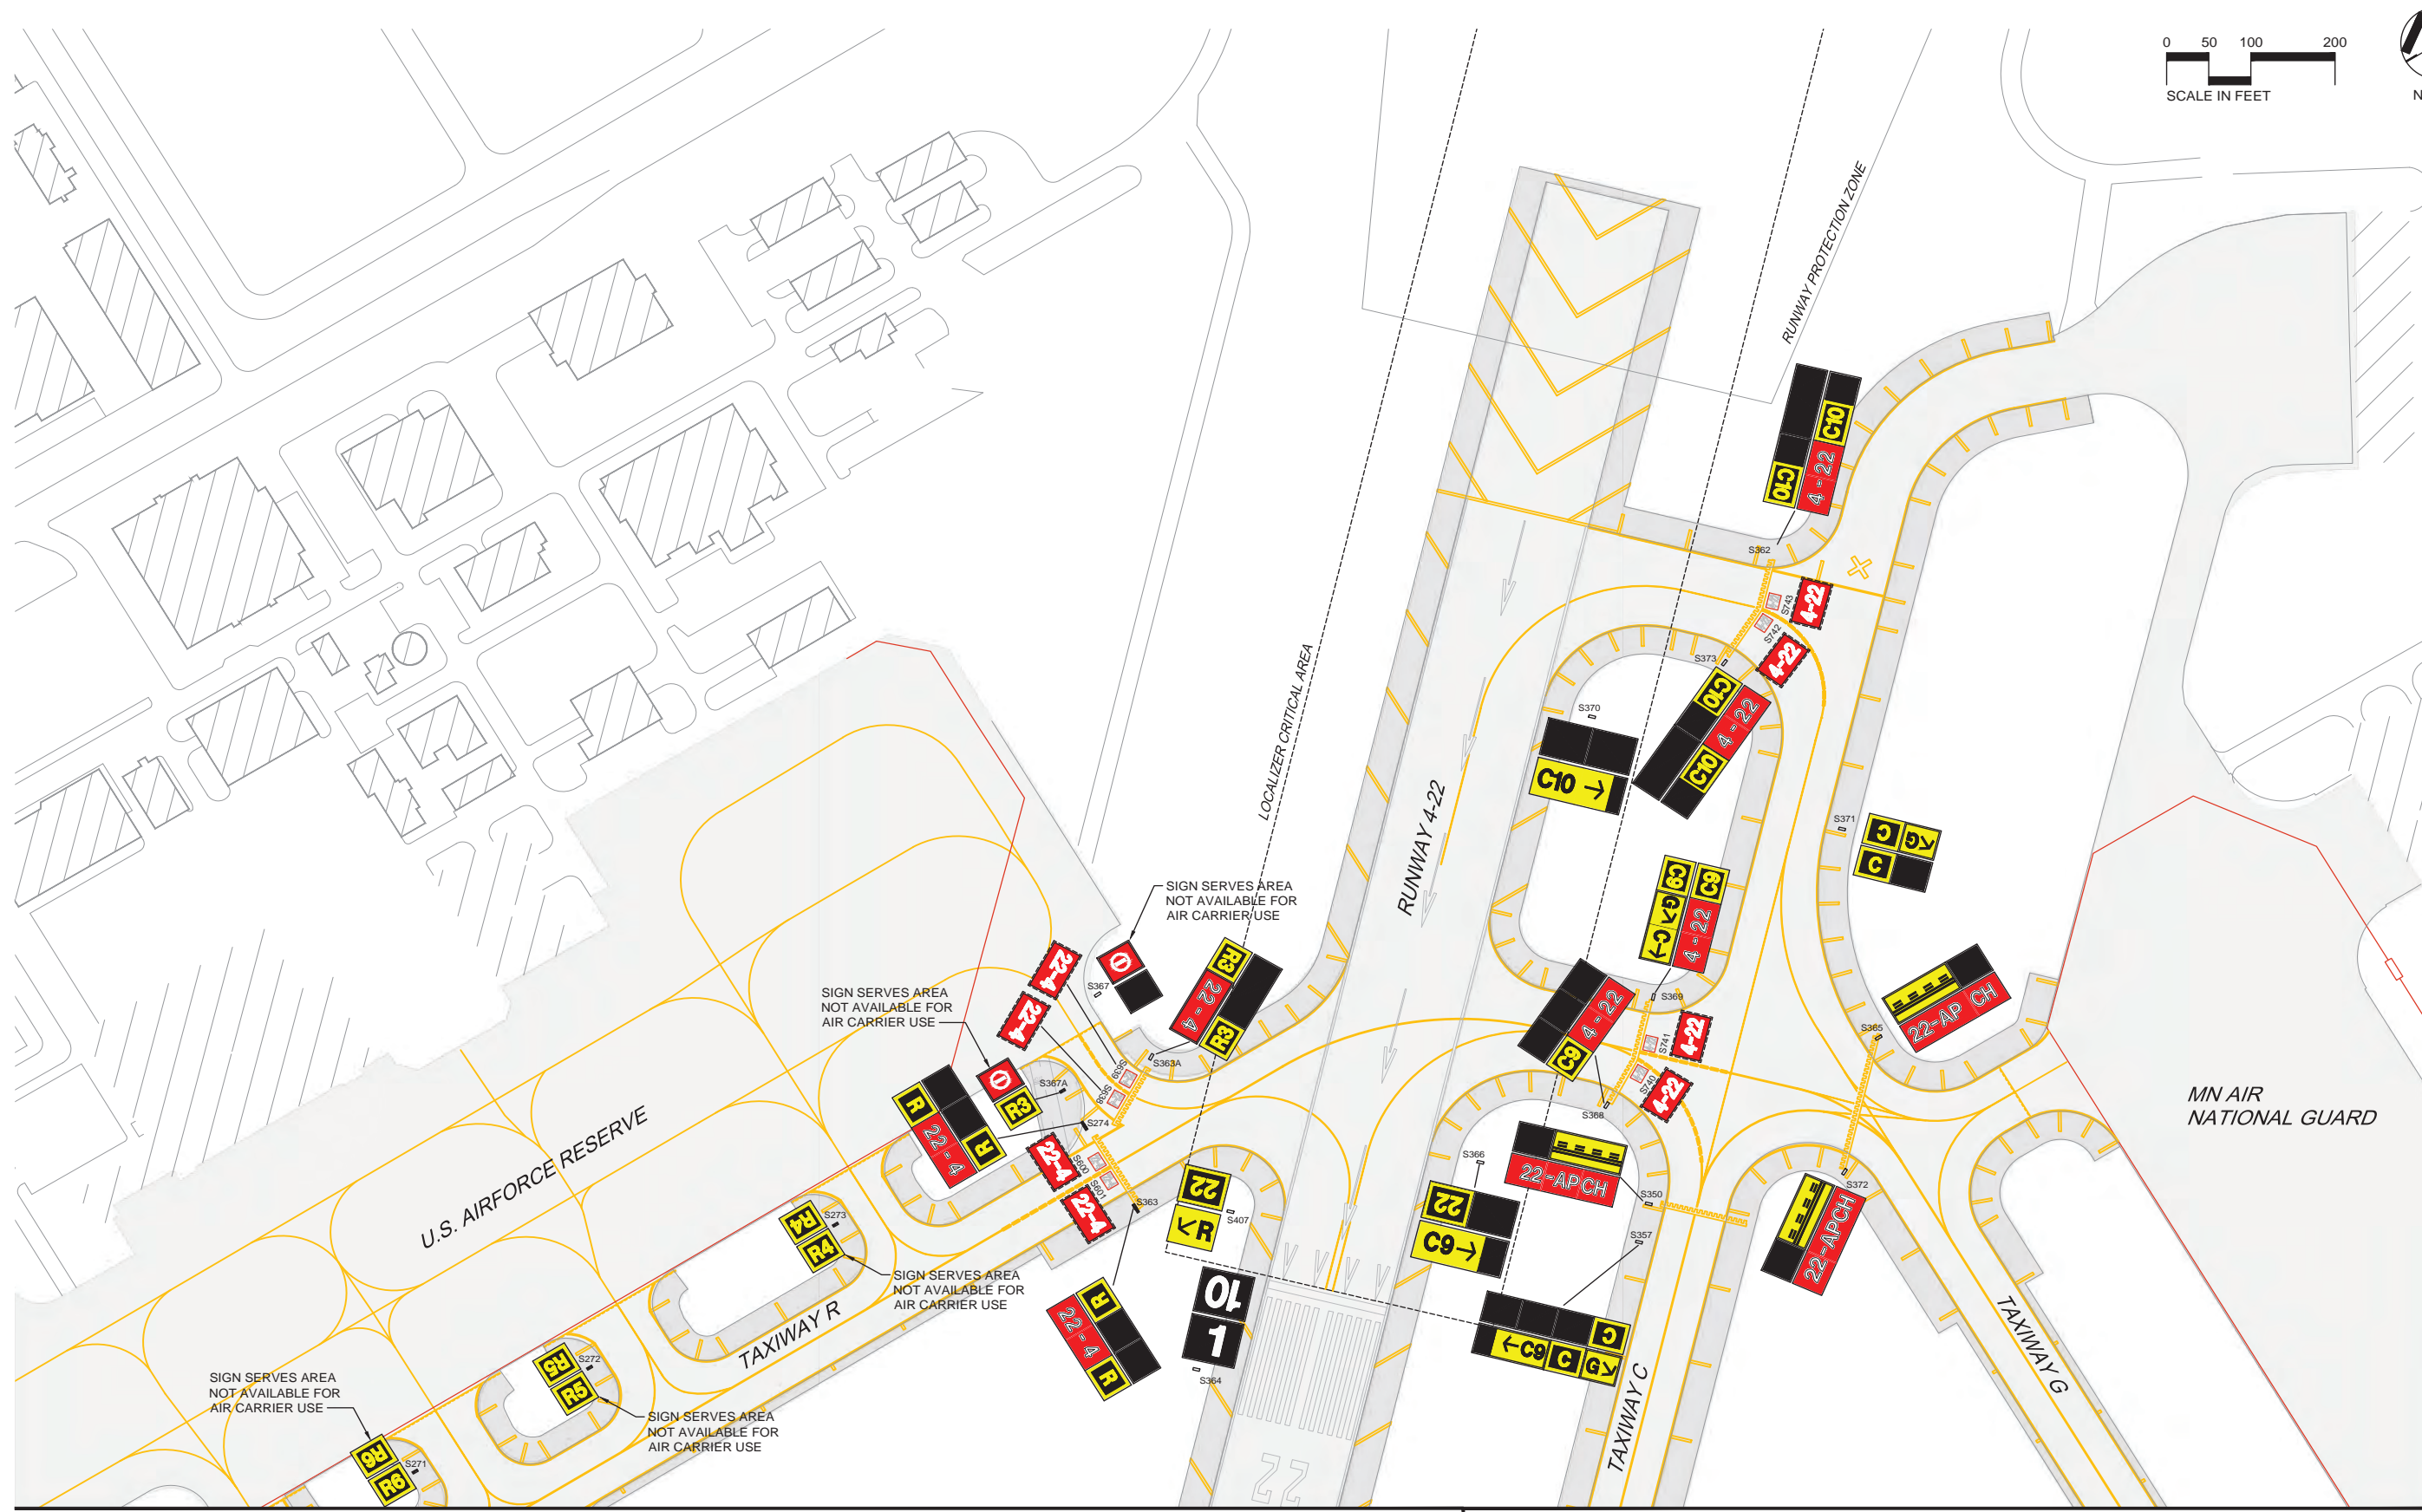 0 50 100 200
SCALE IN FEET
N
RUNWAY PROTECTION ZONE
C10
C10
4 - 22
S362
S743
4-22
S742
4-22
S373
C10
4 - 22
C10
S370
C10 →
LOCALIZER CRITICAL AREA
RUNWAY 4-22
S371
C G
C
C9 G C→
C9
4 - 22
S369
4 - 22
C9
S741
4-22
S740
4-22
S368
S365
22-AP CH
SIGN SERVES AREA
NOT AVAILABLE FOR
AIR CARRIER USE
S367
22-4
22-4
R3
22 - 4
R3
S363A
S639
S638
SIGN SERVES AREA
NOT AVAILABLE FOR
AIR CARRIER USE
R3
S367A
R
22 - 4
R
S274
22-4
22-4
S600
S601
S363
22
R
S407
S366
22
C9→
22-AP CH
S350
S357
S372
22-APCH
MN AIR
NATIONAL GUARD
U.S. AIRFORCE RESERVE
R4
R4
S273
SIGN SERVES AREA
NOT AVAILABLE FOR
AIR CARRIER USE
TAXIWAY R
R
22 - 4
R
10
1
S364
C
←C9 C G
TAXIWAY C
TAXIWAY G
R5
R5
S272
SIGN SERVES AREA
NOT AVAILABLE FOR
AIR CARRIER USE
SIGN SERVES AREA
NOT AVAILABLE FOR
AIR CARRIER USE
R6
R6
S271
22